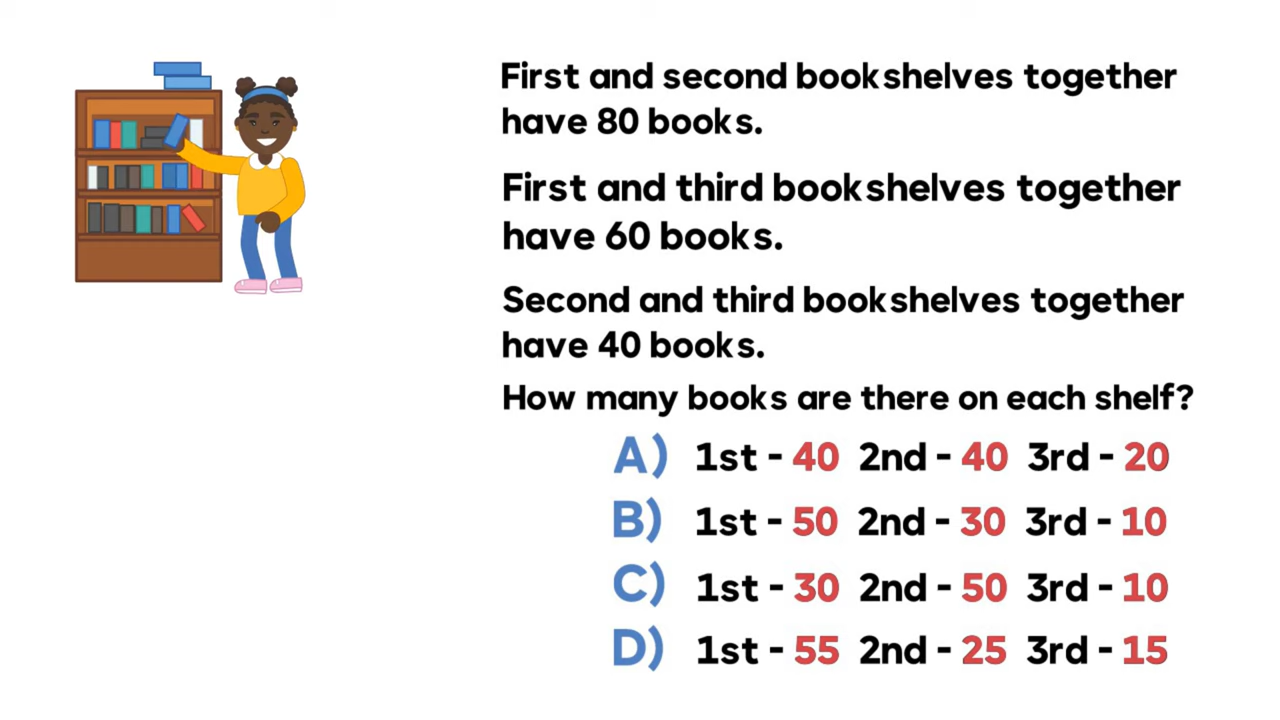 First and second bookshelves together
have 80 books.
First and third bookshelves together
have 60 books.
Second and third bookshelves together
have 40 books.
How many books are there on each shelf?
A) 1st - 40 2nd - 40 3rd - 20
B) 1st - 50 2nd - 30 3rd - 10
C) 1st - 30 2nd - 50 3rd - 10
D) 1st - 55 2nd - 25 3rd - 15